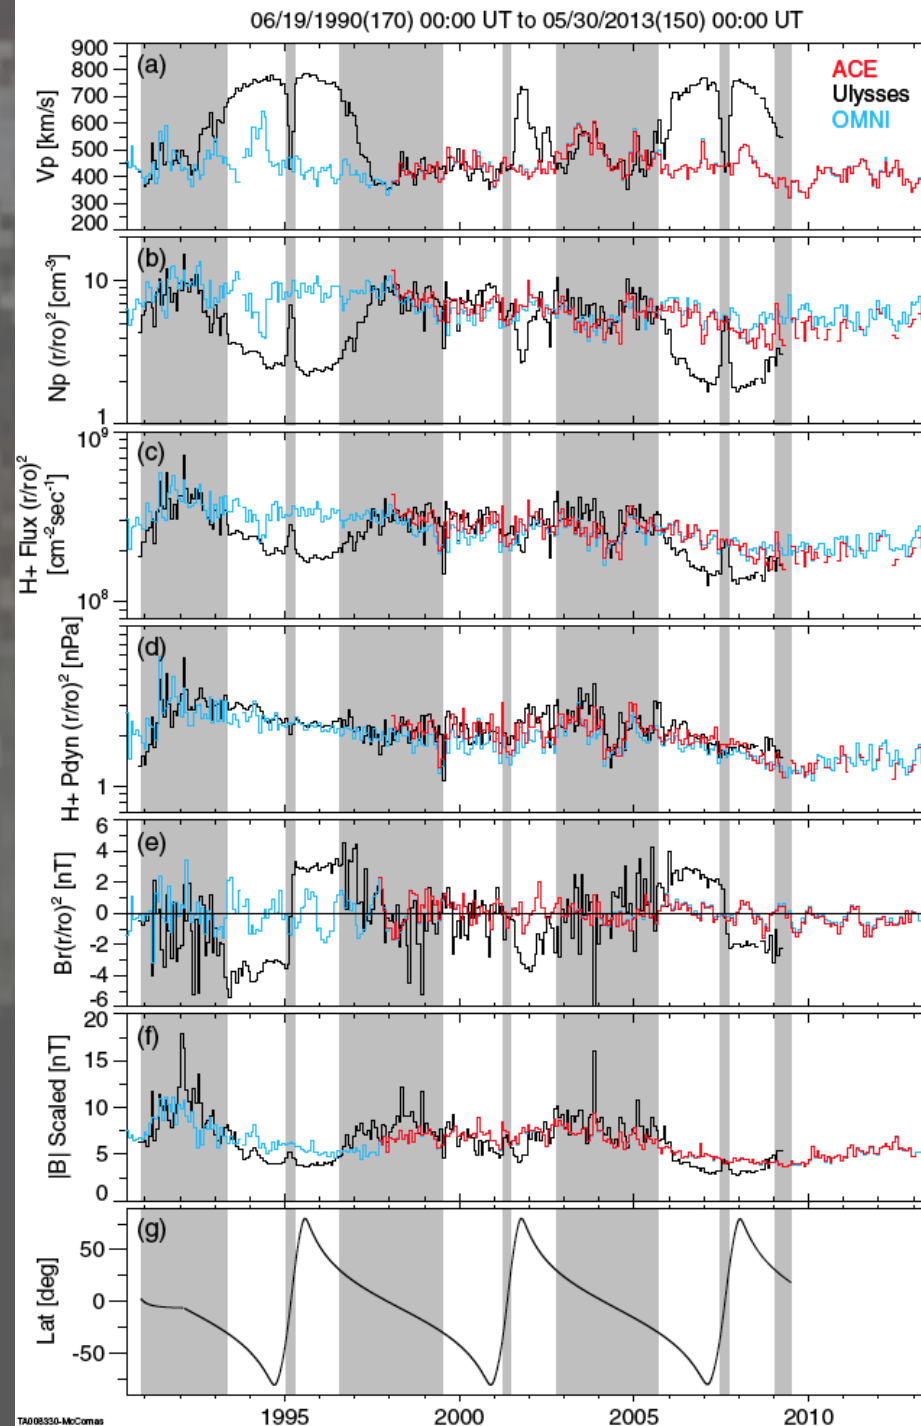 06/19/1990(170) 00:00 UT to 05/30/2013(150) 00:00 UT
(a)
ACE
Ulysses
OMNI
Vp [km/s]
900
800
700
600
500
400
300
200
(b)
Np (r/ro)² [cm⁻³]
10
1
(c)
H+ Flux (r/ro)²
[cm⁻²sec⁻¹]
10⁹
10⁸
(d)
H+ Pdyn (r/ro)² [nPa]
1
(e)
Br(r/ro)² [nT]
6
4
2
0
-2
-4
-6
(f)
|B| Scaled [nT]
20
15
10
5
0
(g)
Lat [deg]
50
0
-50
1995
2000
2005
2010
TA008330-McComas